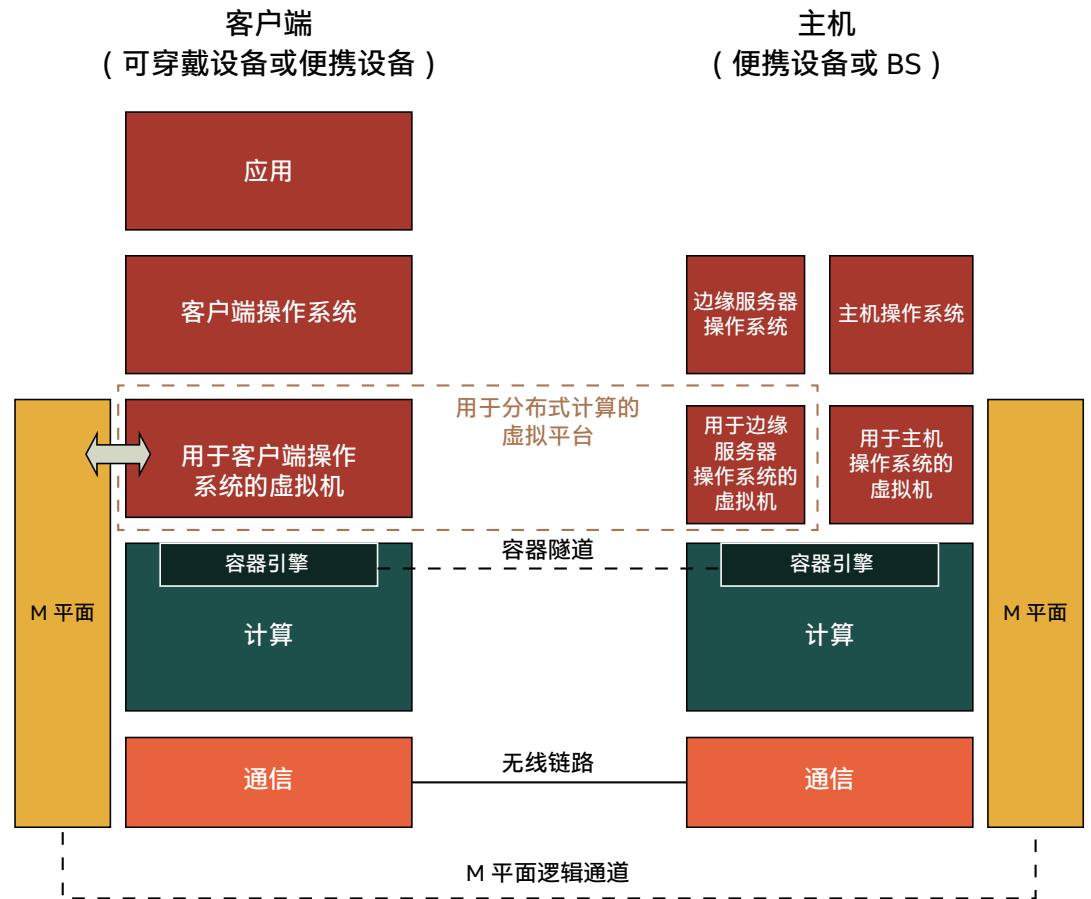 客户端
（可穿戴设备或便携设备）
主机
（便携设备或 BS）
应用
客户端操作系统
边缘服务器
操作系统
主机操作系统
用于分布式计算的
虚拟平台
用于客户端操作
系统的虚拟机
用于边缘
服务器
操作系统的
虚拟机
用于主机
操作系统的
虚拟机
容器引擎
容器隧道
容器引擎
M 平面
计算
计算
M 平面
通信
无线链路
通信
M 平面逻辑通道